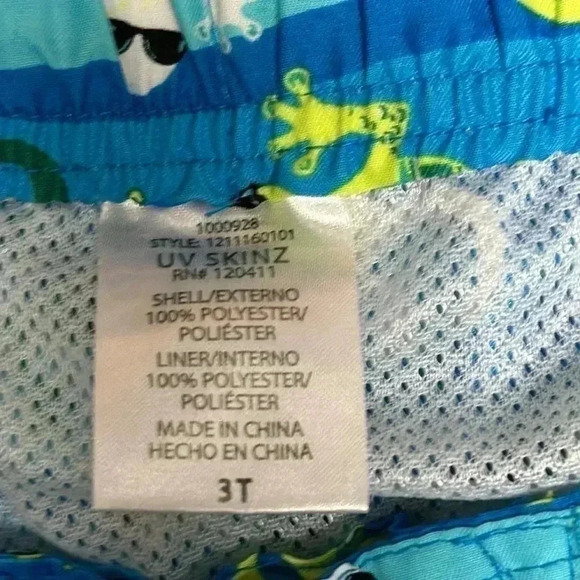 1000928
STYLE: 1211160101
UV SKINZ
RN# 120411
SHELL/EXTERNO
100% POLYESTER/
POLIÉSTER
LINER/INTERNO
100% POLYESTER/
POLIÉSTER
MADE IN CHINA
HECHO EN CHINA
3T